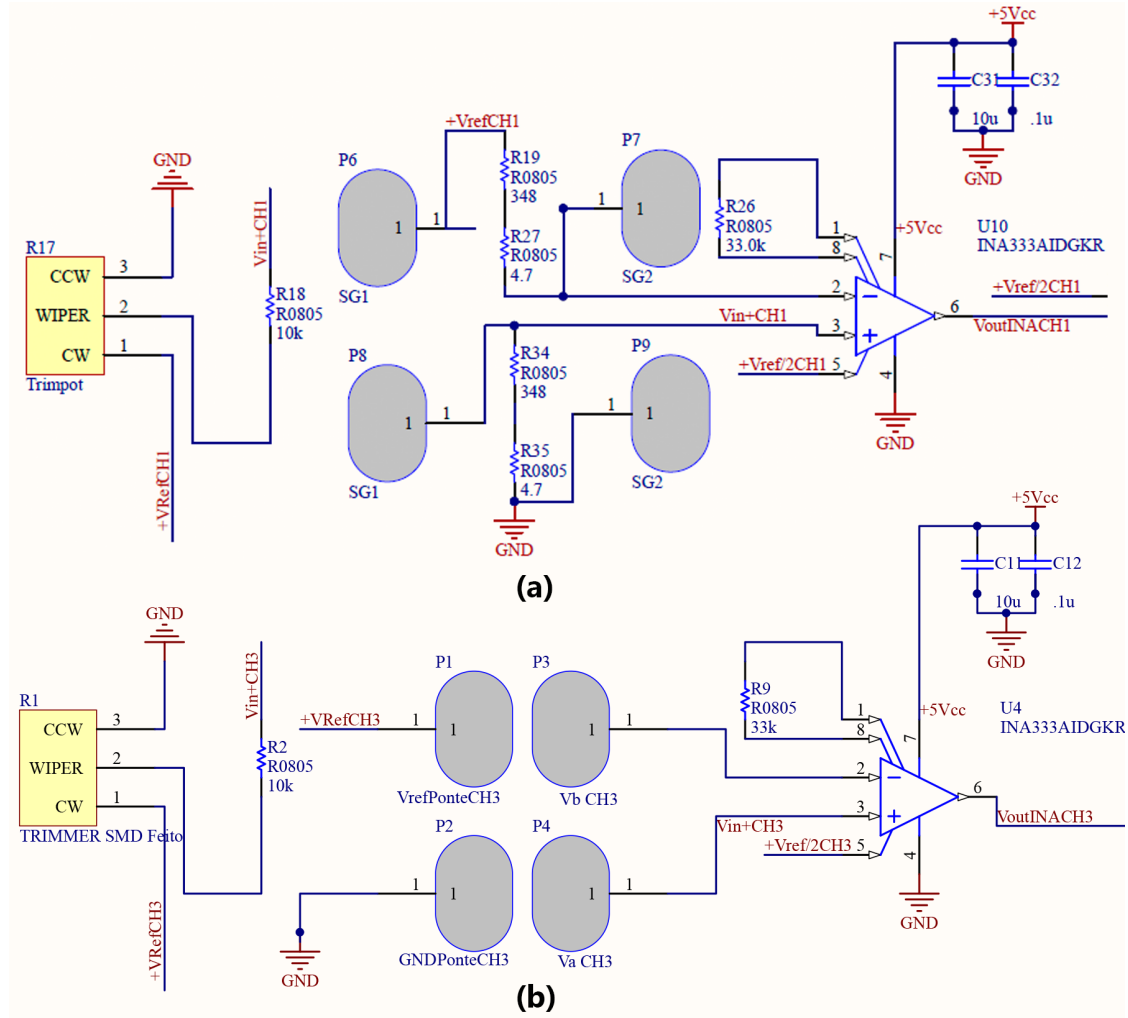 +5Vcc
C31
C32
10u
.1u
GND
+VrefCH1
P6
1
1
SG1
R19
R0805
348
R27
R0805
4.7
P7
1
1
SG2
R26
R0805
33.0k
1
8
2
3
5
+5Vcc
7
U10
INA333AIDGKR
+Vref/2CH1
6
VoutINACH1
4
GND
Vin+CH1
+Vref/2CH1
GND
R17
CCW
3
WIPER
2
CW
1
Trimpot
Vin+CH1
R18
R0805
10k
+VRefCH1
P8
1
1
SG1
R34
R0805
348
R35
R0805
4.7
GND
P9
1
1
SG2
(a)
+5Vcc
C11
C12
10u
.1u
GND
GND
R1
CCW
3
WIPER
2
CW
1
TRIMMER SMD Feito
Vin+CH3
R2
R0805
10k
+VRefCH3
+VRefCH3
P1
1
1
VrefPonteCH3
P3
1
1
Vb CH3
P2
1
1
GNDPonteCH3
GND
P4
1
1
Va CH3
R9
R0805
33k
1
8
2
3
5
+5Vcc
7
U4
INA333AIDGKR
6
VoutINACH3
4
GND
Vin+CH3
+Vref/2CH3
(b)